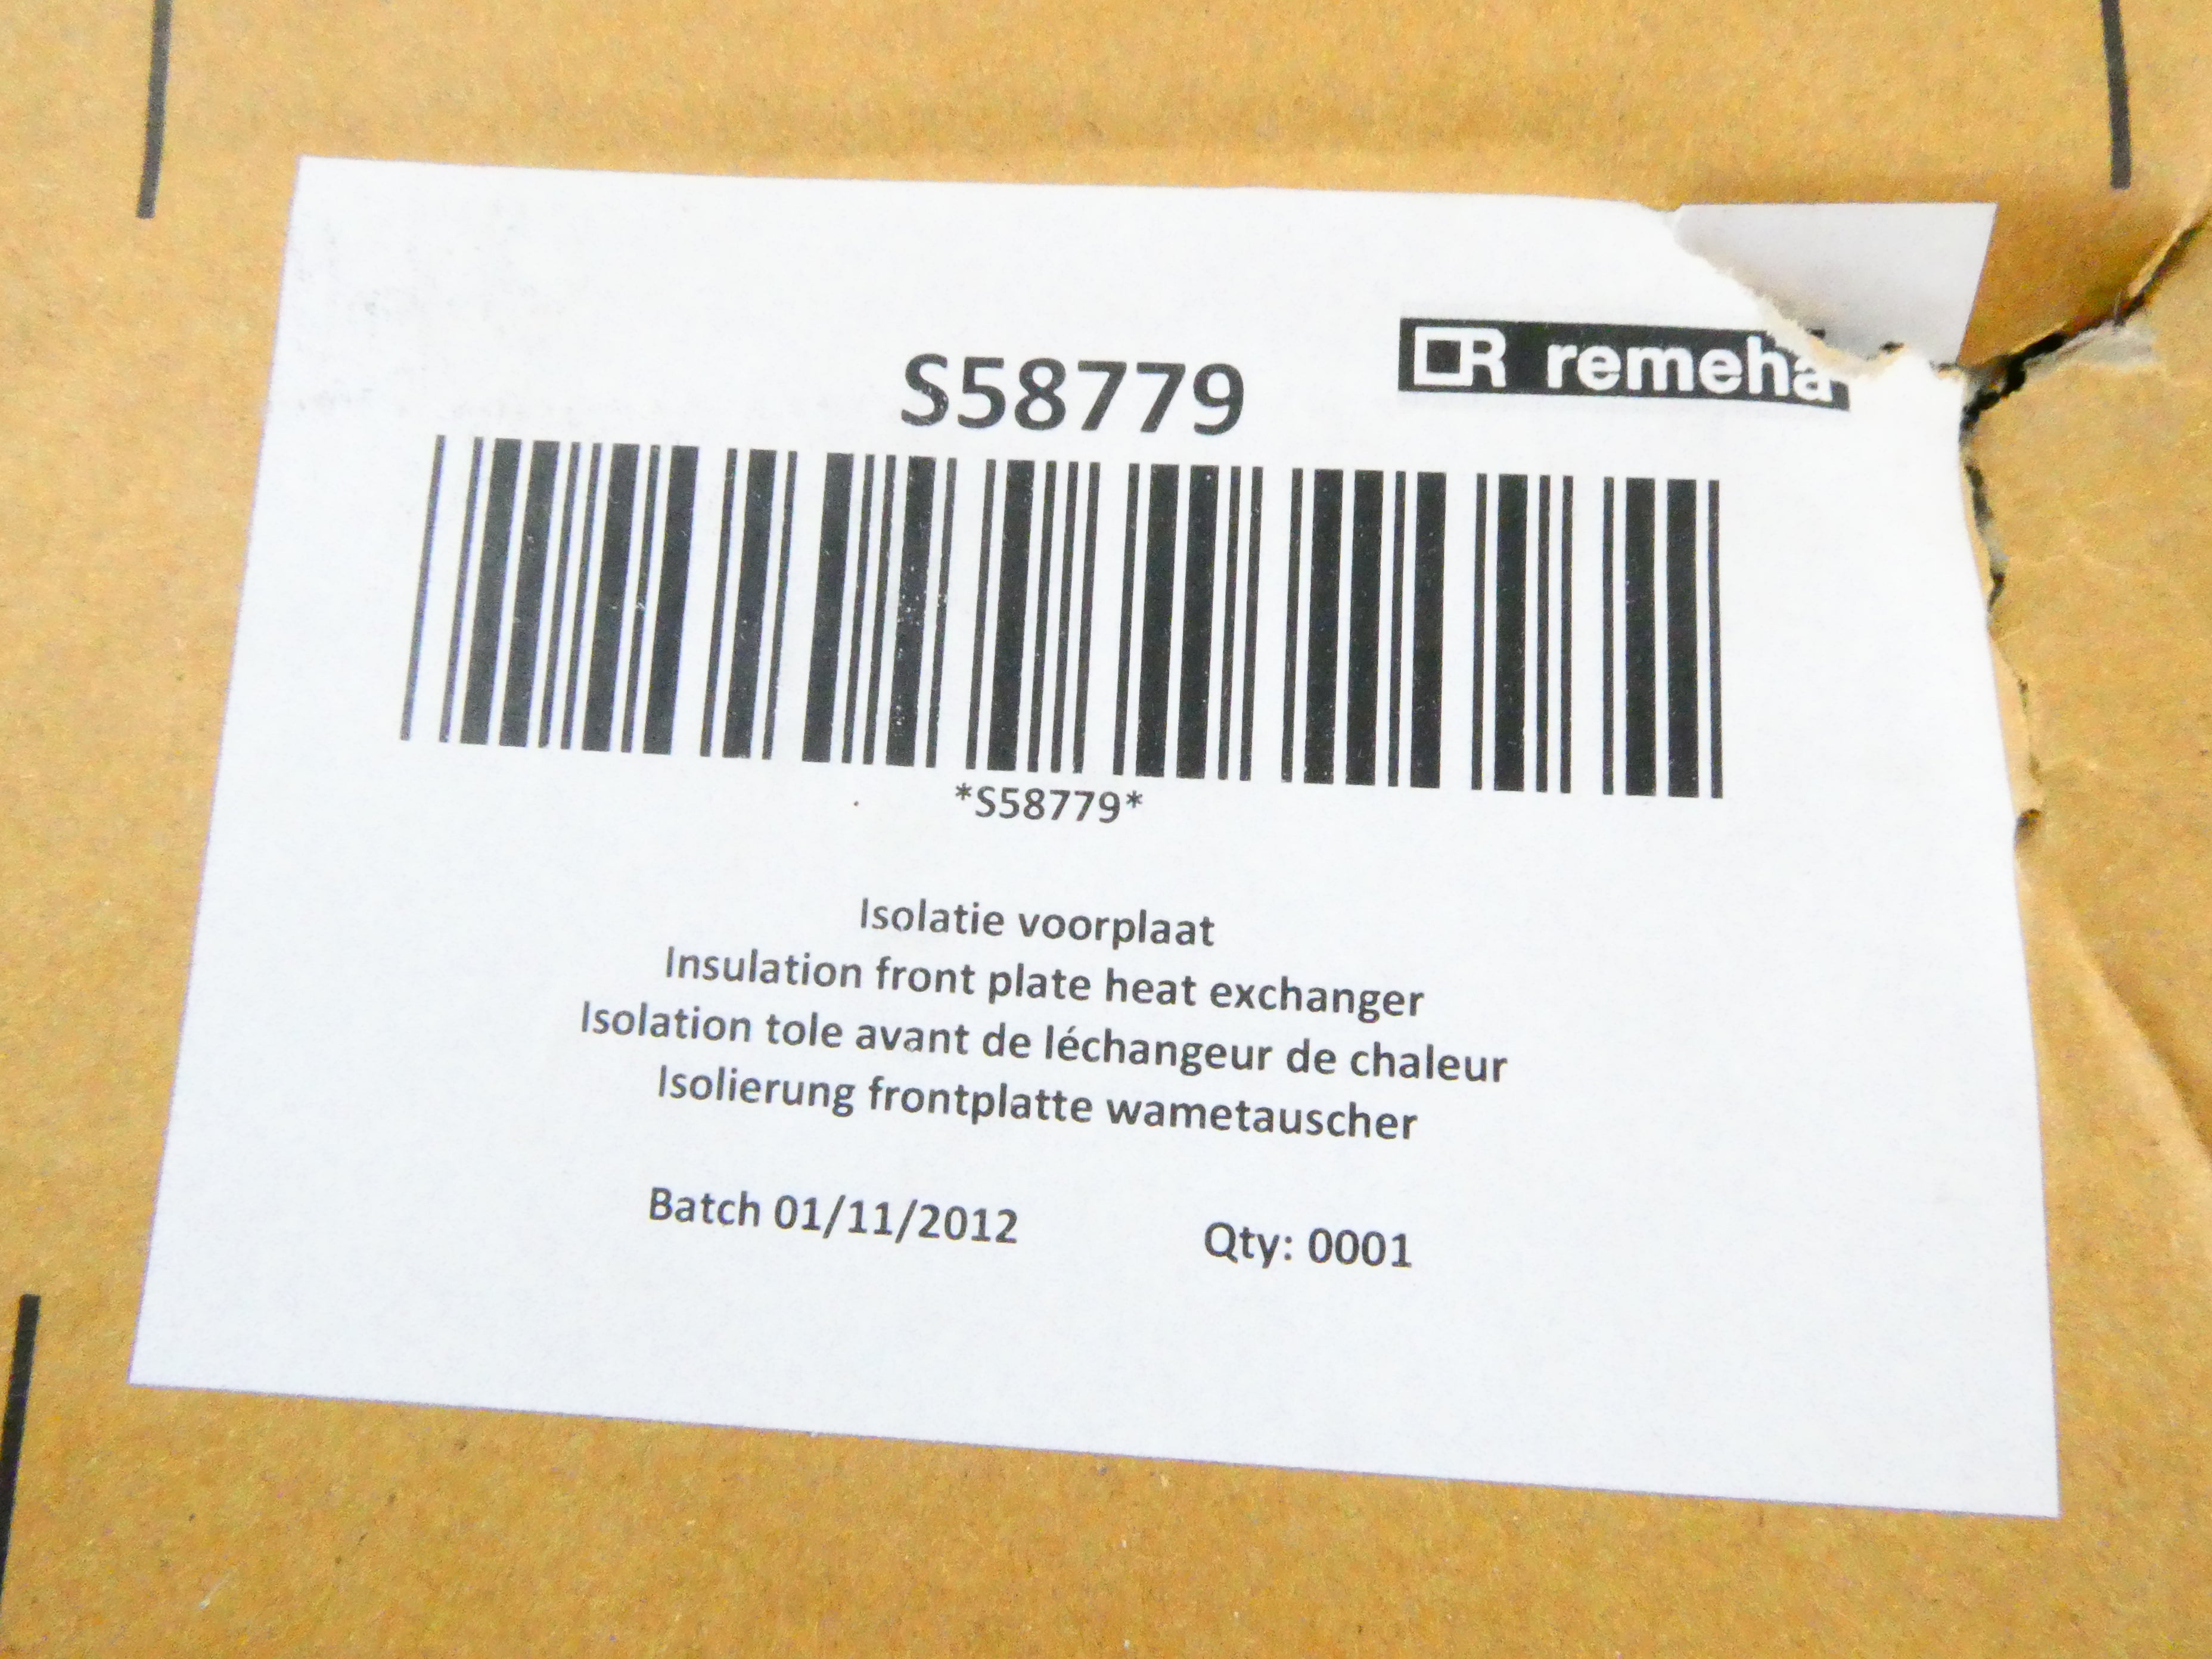 S58779
remeha
*S58779*
Isolatie voorplaat
Insulation front plate heat exchanger
Isolation tole avant de léchangeur de chaleur
Isolierung frontplatte wametauscher
Batch 01/11/2012 Qty: 0001